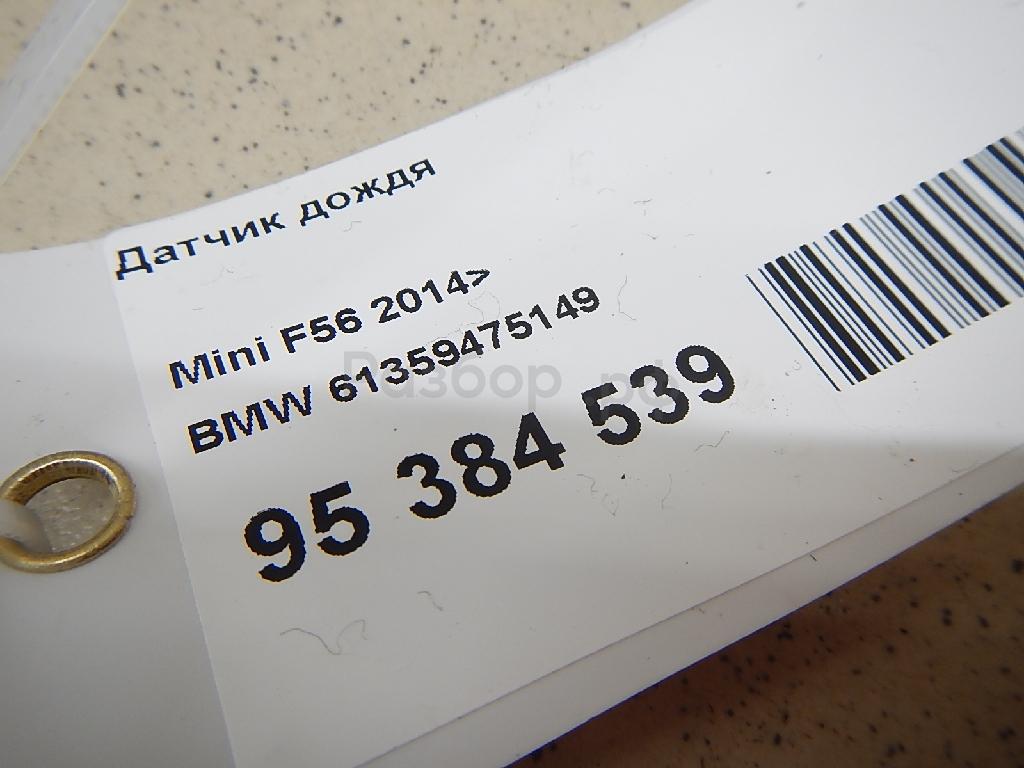 Датчик дождя
Mini F56 2014>
BMW 61359475149
95 384 539